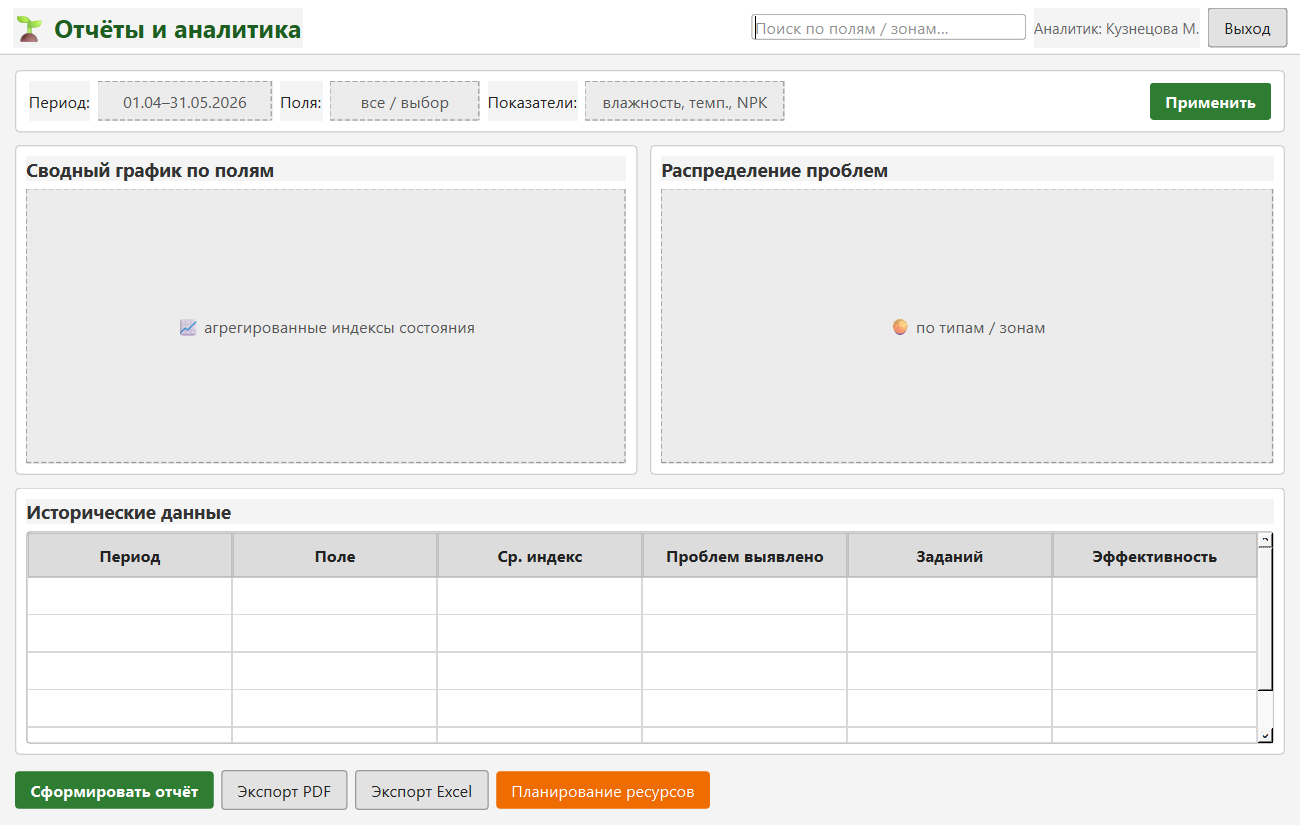 Отчёты и аналитика
Поиск по полям / зонам...
Аналитик: Кузнецова М.
Выход
Период: 01.04–31.05.2026 Поля: все / выбор Показатели: влажность, темп., NPK Применить
Сводный график по полям
агрегированные индексы состояния
Распределение проблем
по типам / зонам
Исторические данные
Период Поле Ср. индекс Проблем выявлено Заданий Эффективность
Сформировать отчёт Экспорт PDF Экспорт Excel Планирование ресурсов